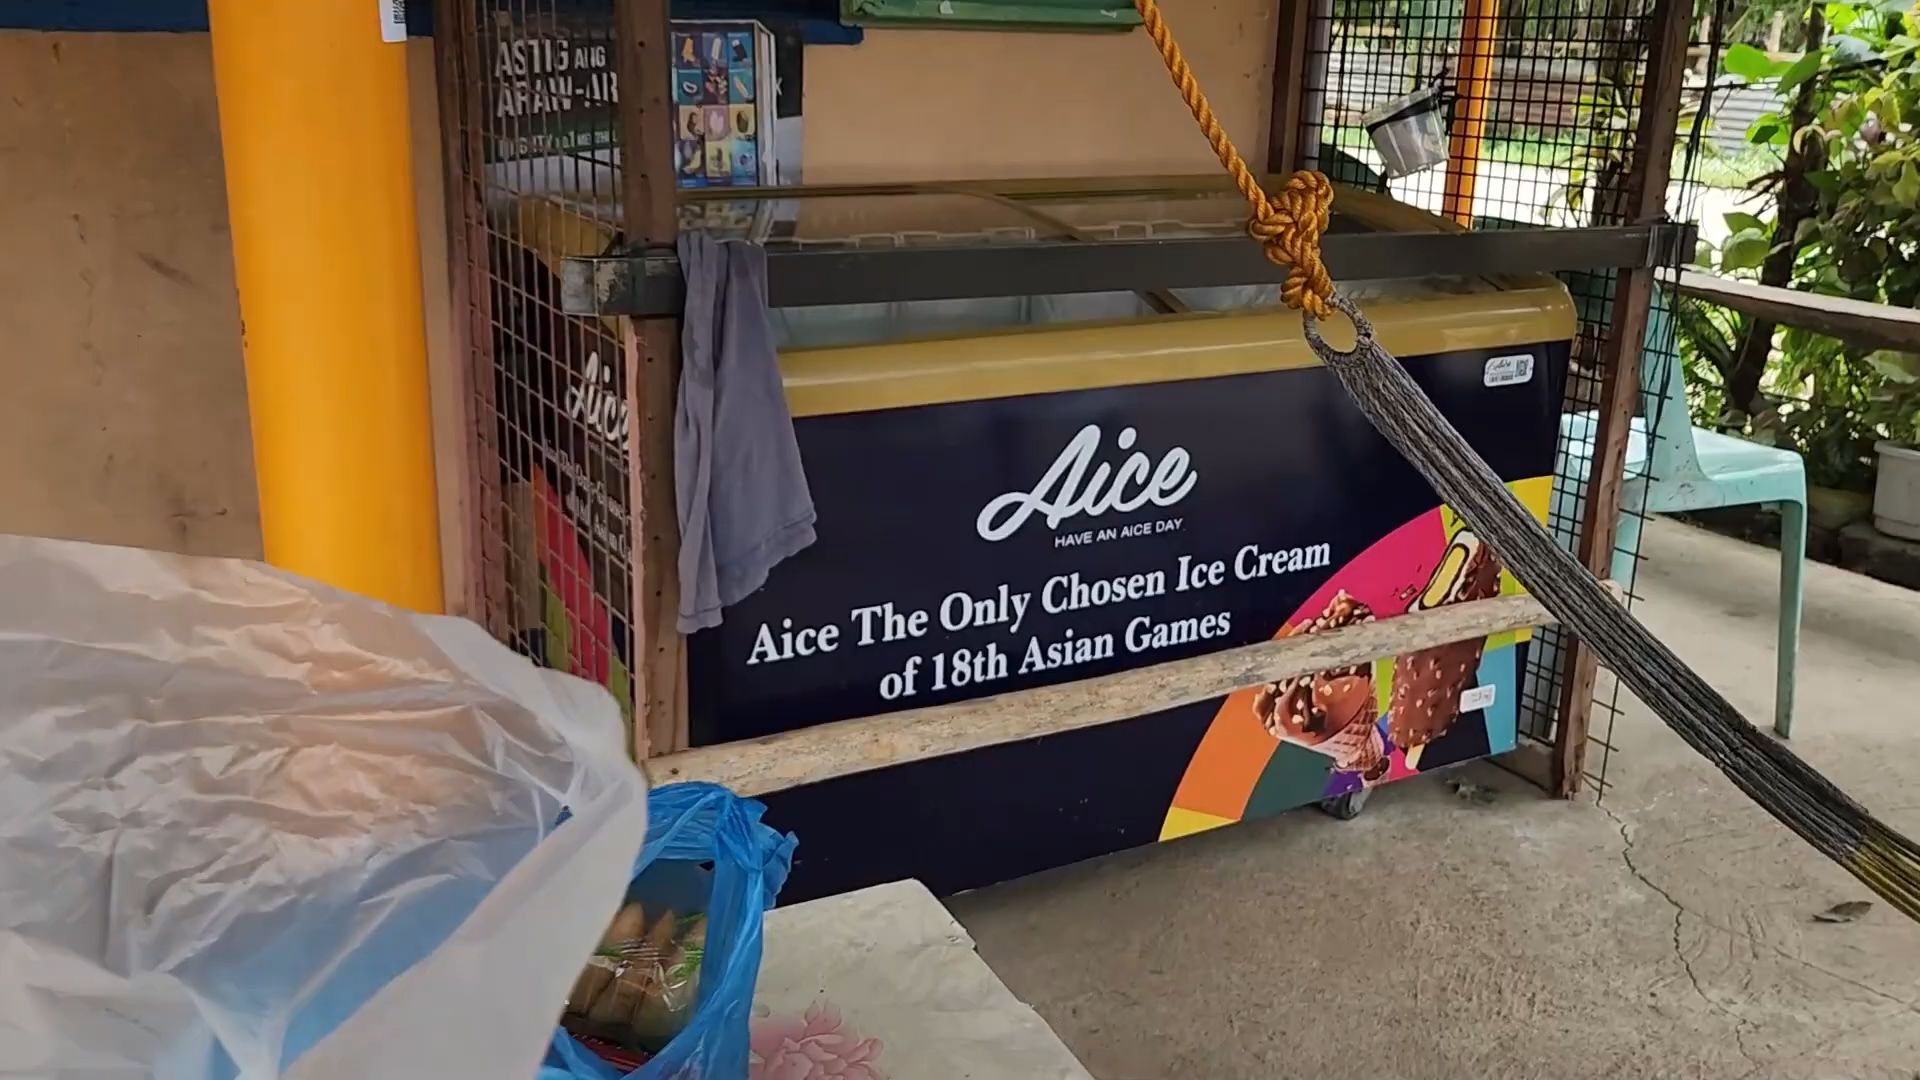 ASTIG ANG
ARAW-AR
Aice
HAVE AN AICE DAY
Aice The Only Chosen Ice Cream
of 18th Asian Games
Aice